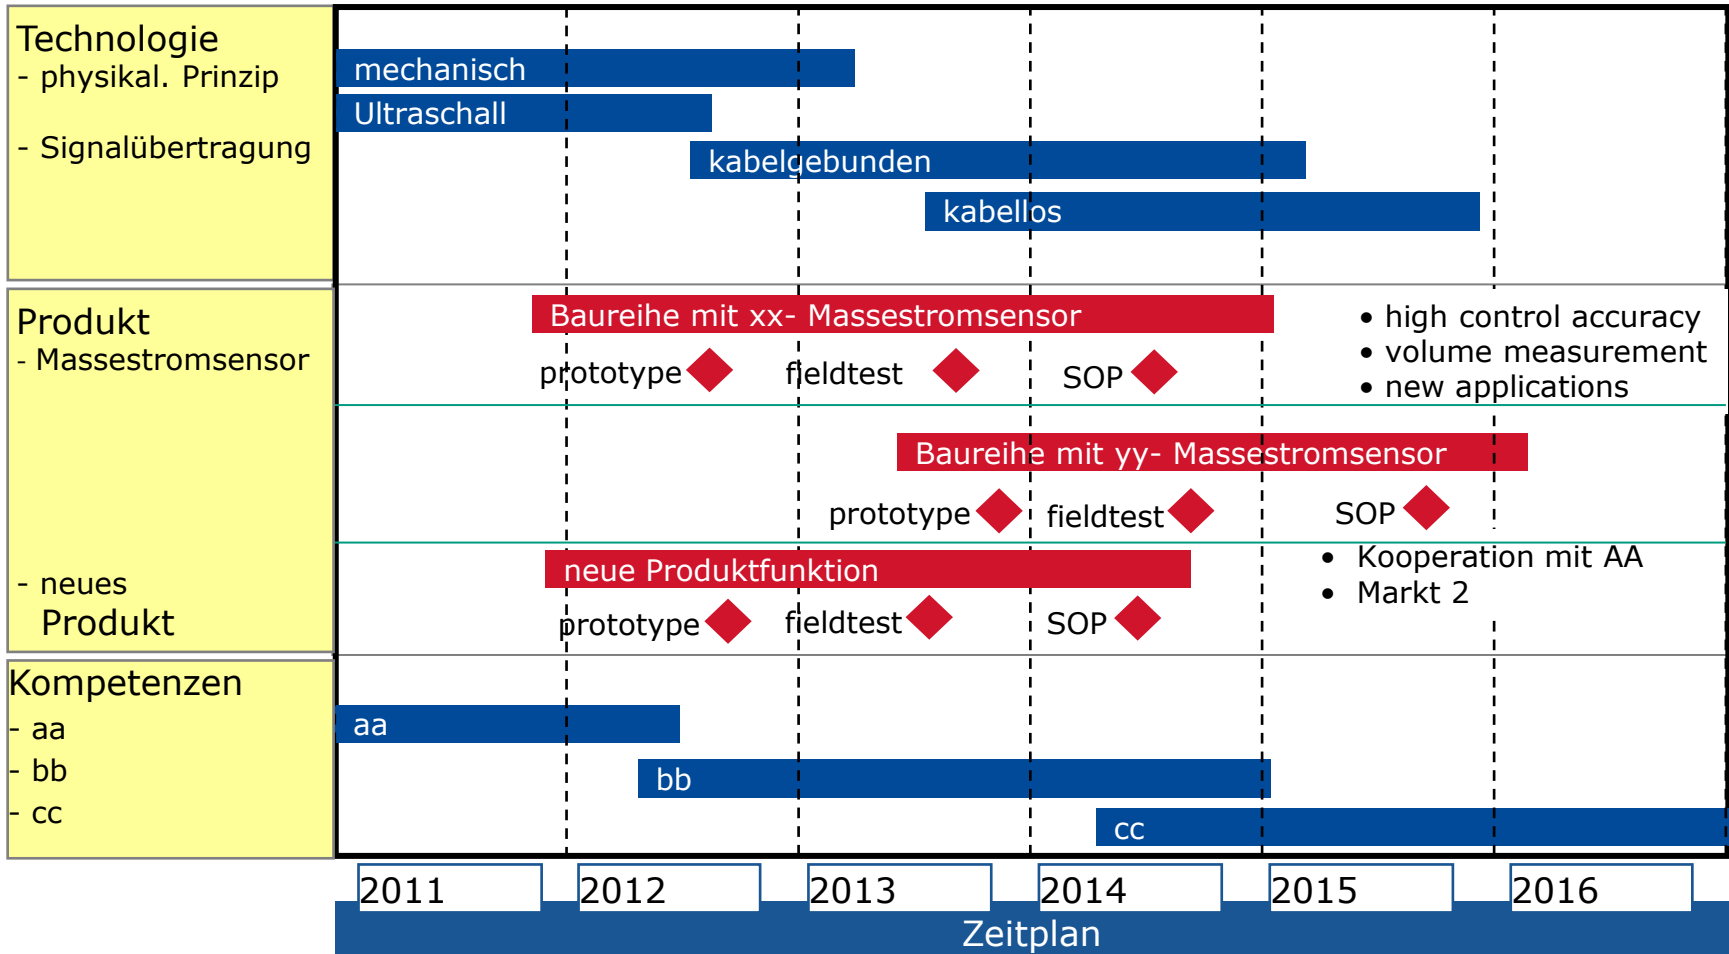 Technologie
- physikal. Prinzip
- Signalübertragung
mechanisch
Ultraschall
kabelgebunden
kabellos
Produkt
- Massestromsensor
Baureihe mit xx- Massestromsensor
prototype fieldtest SOP
• high control accuracy
• volume measurement
• new applications
Baureihe mit yy- Massestromsensor
prototype fieldtest SOP
- neues
Produkt
neue Produktfunktion
prototype fieldtest SOP
• Kooperation mit AA
• Markt 2
Kompetenzen
- aa
- bb
- cc
aa
bb
cc
2011 2012 2013 2014 2015 2016
Zeitplan